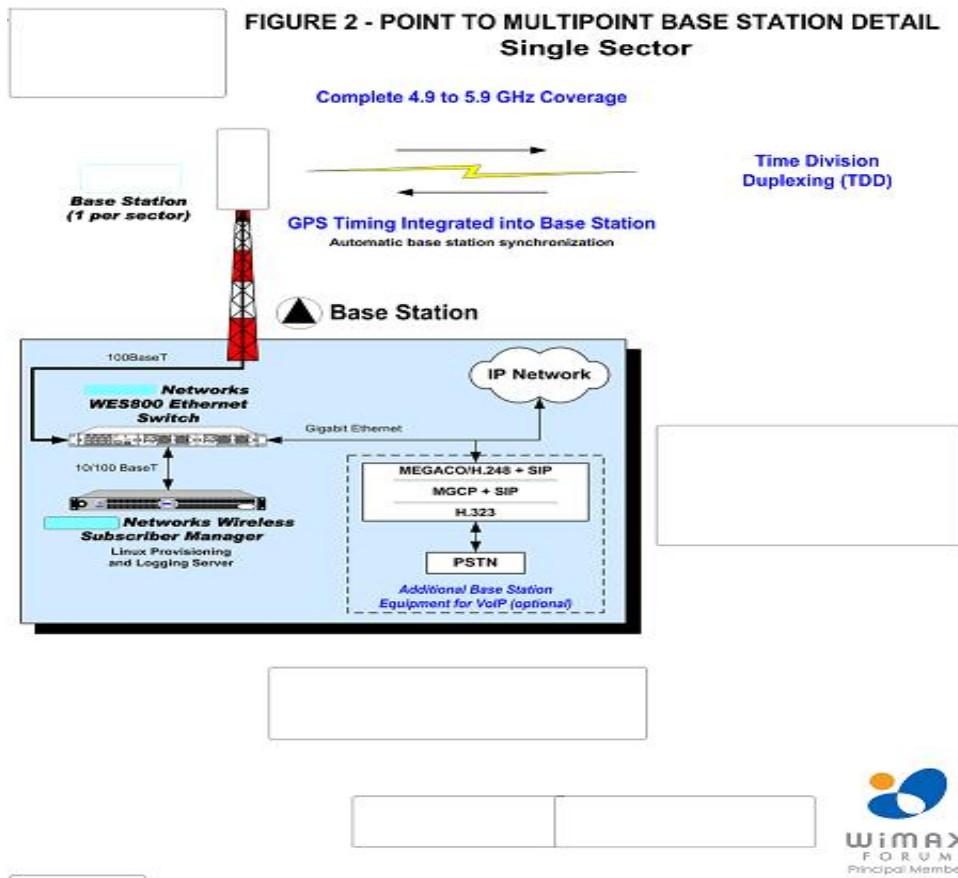 FIGURE 2 - POINT TO MULTIPOINT BASE STATION DETAIL
Single Sector
Complete 4.9 to 5.9 GHz Coverage
Time Division
Duplexing (TDD)
Base Station
(1 per sector)
GPS Timing Integrated into Base Station
Automatic base station synchronization
Base Station
100BaseT
IP Network
Networks
WES800 Ethernet
Switch
Gigabit Ethernet
10/100 BaseT
MEGACO/H.248 + SIP
MGCP + SIP
H.323
Networks Wireless
Subscriber Manager
Linux Provisioning
and Logging Server
PSTN
Additional Base Station
Equipment for VoIP (optional)
WiMAX
FORUM
Principal Membe